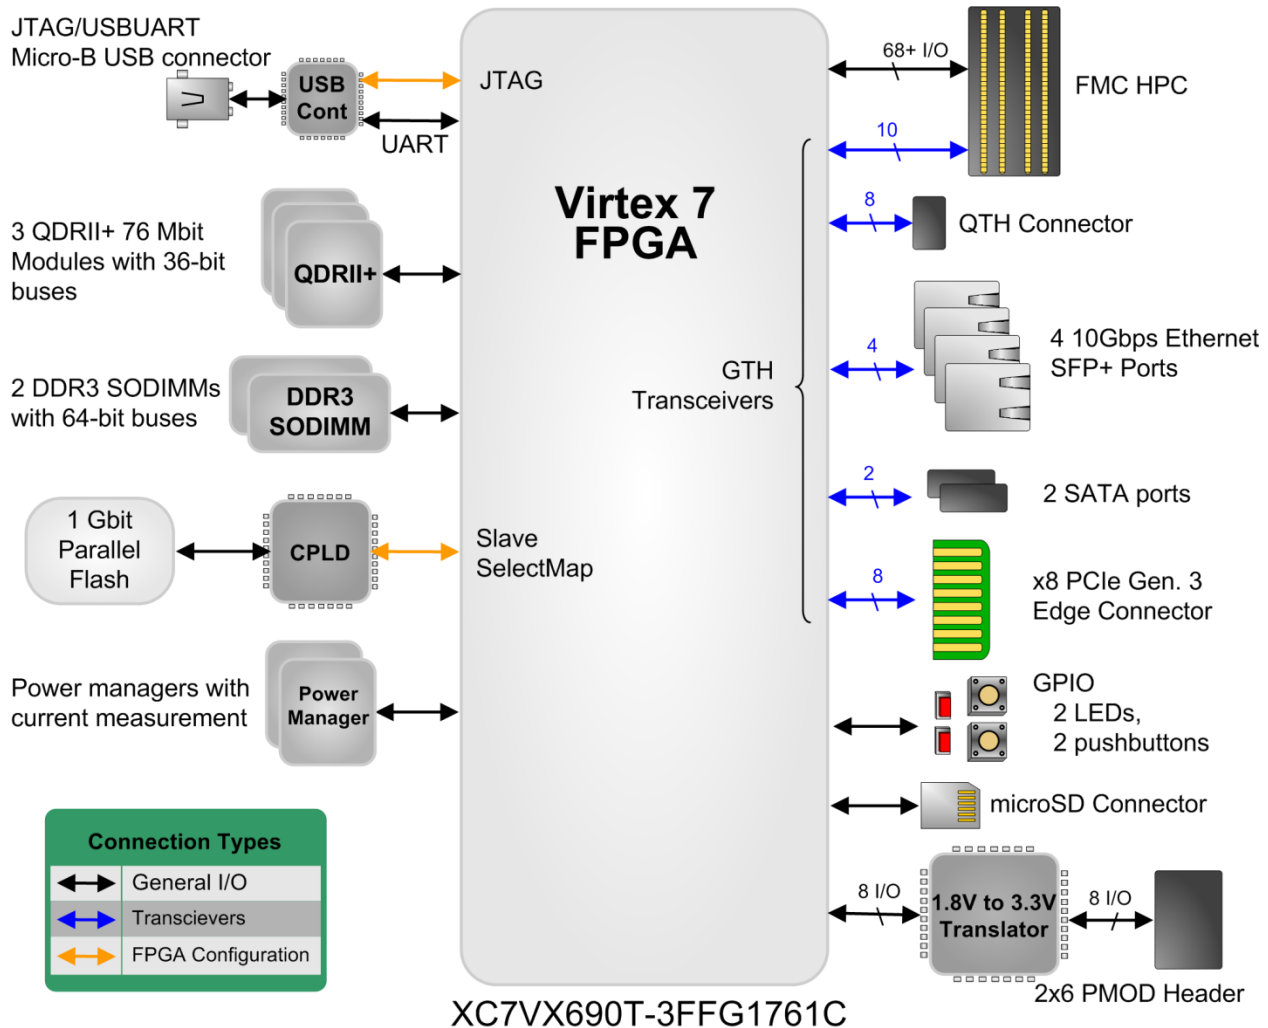 JTAG/USBUART
Micro-B USB connector
USB
Cont
JTAG
UART
3 QDRII+ 76 Mbit
Modules with 36-bit
buses
QDRII+
2 DDR3 SODIMMs
with 64-bit buses
DDR3
SODIMM
1 Gbit
Parallel
Flash
CPLD
Slave
SelectMap
Power managers with
current measurement
Power
Manager
Connection Types
General I/O
Transcievers
FPGA Configuration
Virtex 7
FPGA
GTH
Transceivers
XC7VX690T-3FFG1761C
68+ I/O
FMC HPC
10
8
QTH Connector
4
4 10Gbps Ethernet
SFP+ Ports
2
2 SATA ports
8
x8 PCIe Gen. 3
Edge Connector
GPIO
2 LEDs,
2 pushbuttons
microSD Connector
8 I/O
1.8V to 3.3V
Translator
8 I/O
2x6 PMOD Header